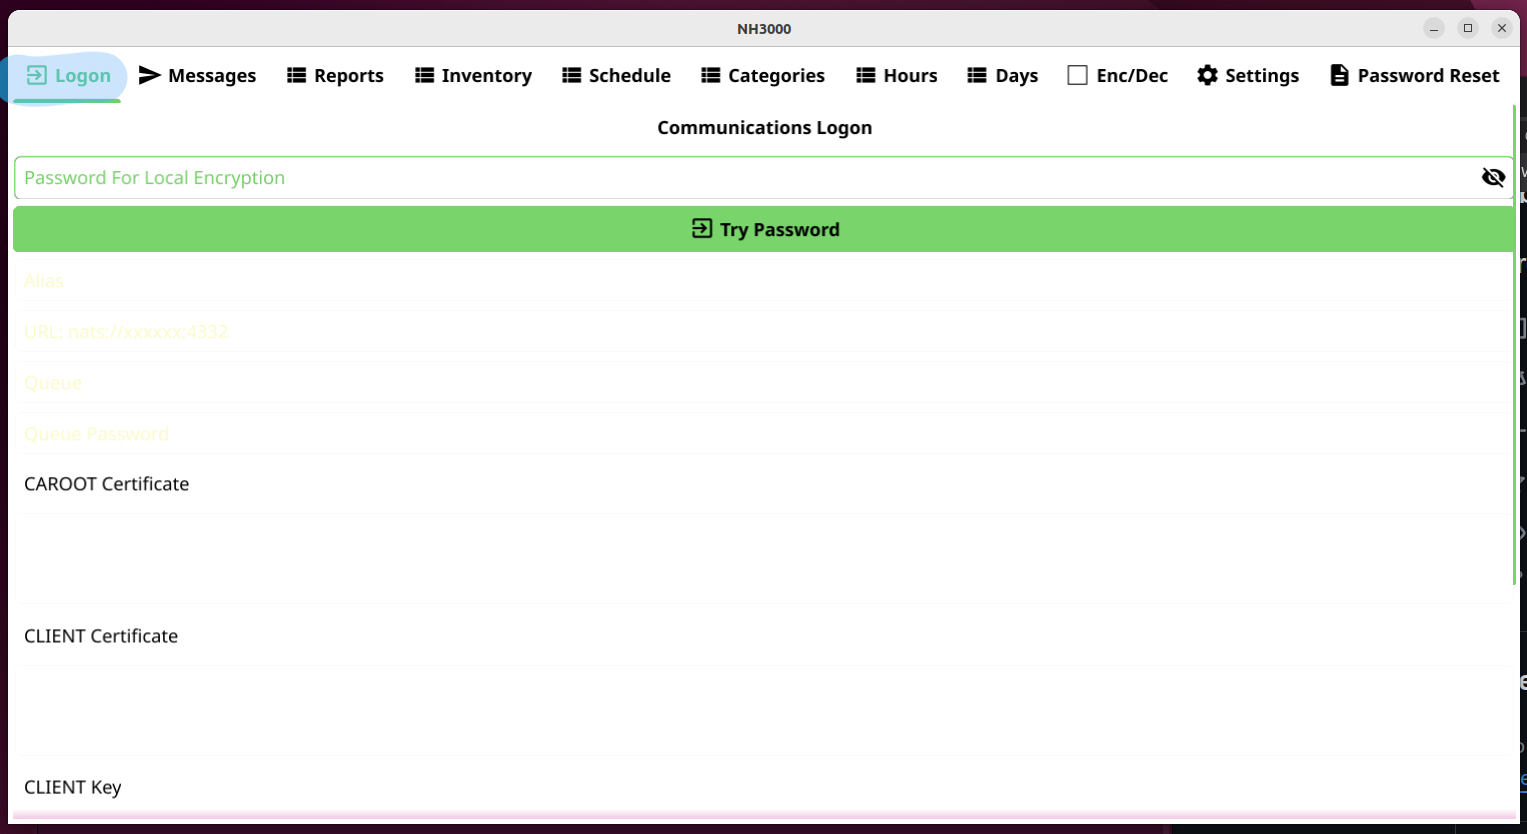 NH3000
Logon Messages Reports Inventory Schedule Categories Hours Days Enc/Dec Settings Password Reset
Communications Logon
Password For Local Encryption
Try Password
Alias
URL: nats://xxxxxx:4332
Queue
Queue Password
CAROOT Certificate
CLIENT Certificate
CLIENT Key